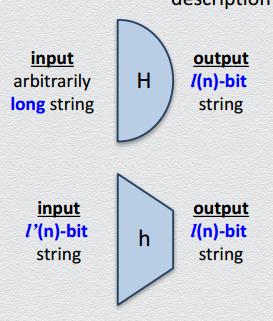 description
input
arbitrarily
long string
H
output
l(n)-bit
string
input
l'(n)-bit
string
h
output
l(n)-bit
string